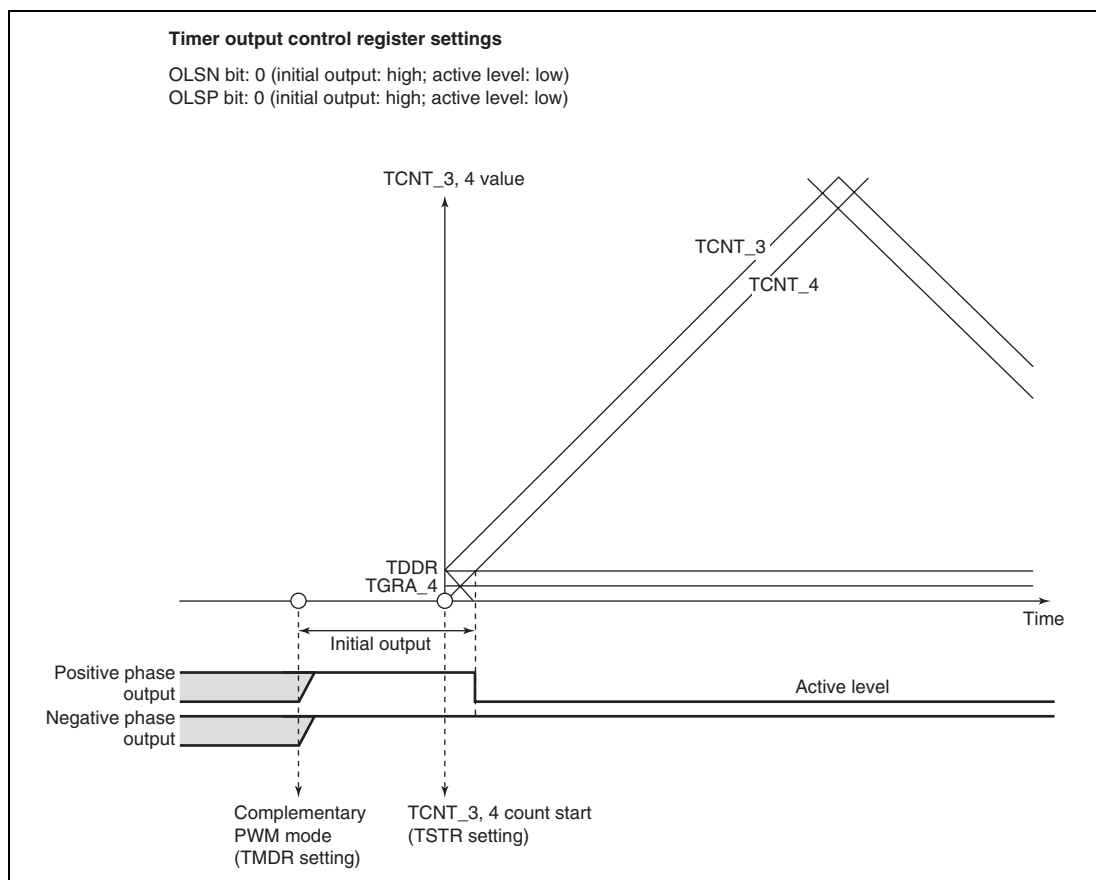 Timer output control register settings
OLSN bit: 0 (initial output: high; active level: low)
OLSP bit: 0 (initial output: high; active level: low)
TCNT_3, 4 value
TCNT_3
TCNT_4
TDDR
TGRA_4
Time
Initial output
Positive phase
output
Active level
Negative phase
output
Complementary
PWM mode
(TMDR setting)
TCNT_3, 4 count start
(TSTR setting)